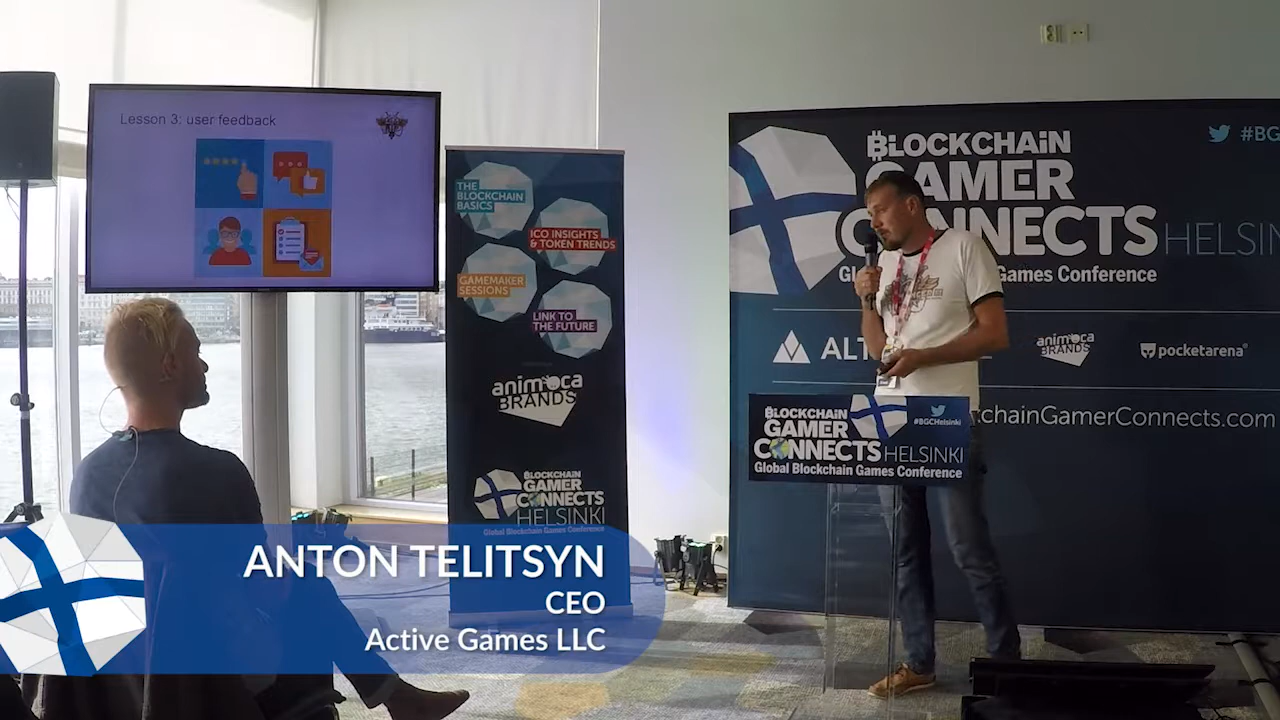 Lesson 3: user feedback
THE
BLOCKCHAIN
BASICS
ICO INSIGHTS
& TOKEN TRENDS
GAMEMAKER
SESSIONS
LINK TO
THE FUTURE
animoca
BRANDS
BLOCKCHAIN
GAMER
CONNECTS
HELSINKI
Global Blockchain Games Conference
#BG
BLOCKCHAIN
GAMER
CONNECTS HELSIN
Games Conference
animoca
BRANDS
pocketarena
chainGamerConnects.com
BLOCKCHAIN
GAMER
CONNECTS HELSINKI
#BGCHelsinki
Global Blockchain Games Conference
ANTON TELITSYN
CEO
Active Games LLC